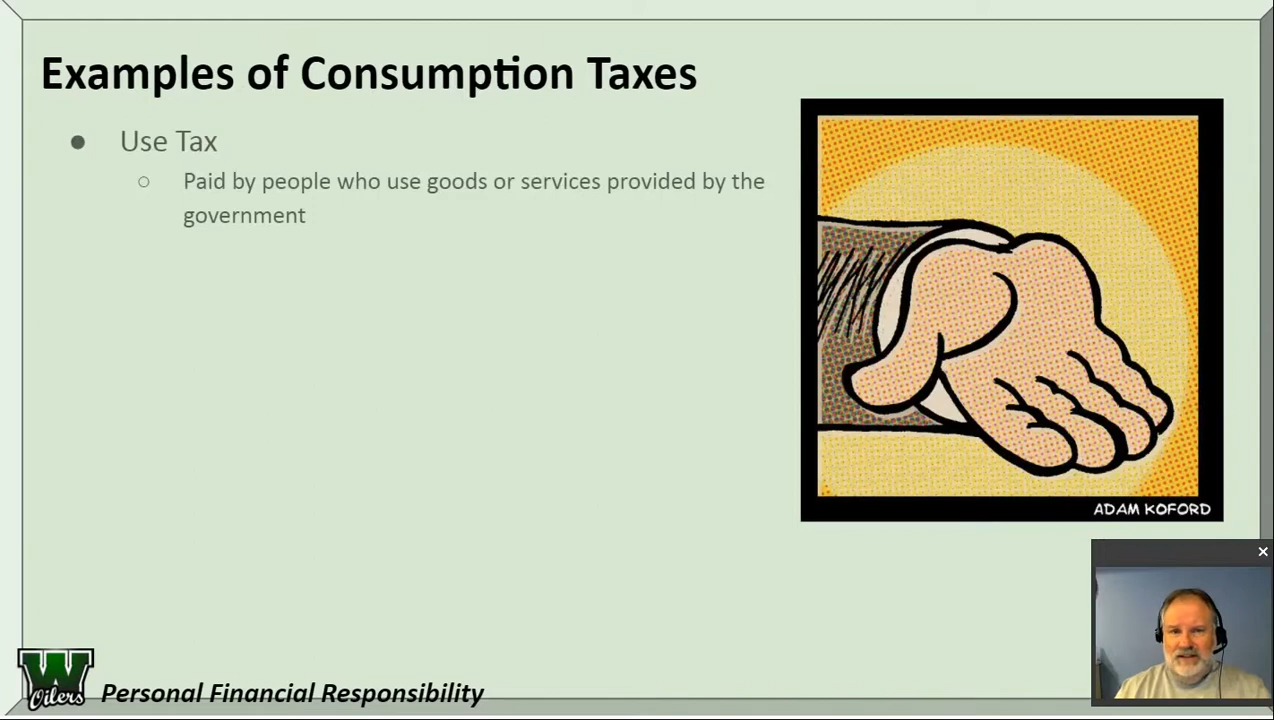 Examples of Consumption Taxes
● Use Tax
○ Paid by people who use goods or services provided by the
government
ADAM KOFORD
W
Oilers
Personal Financial Responsibility